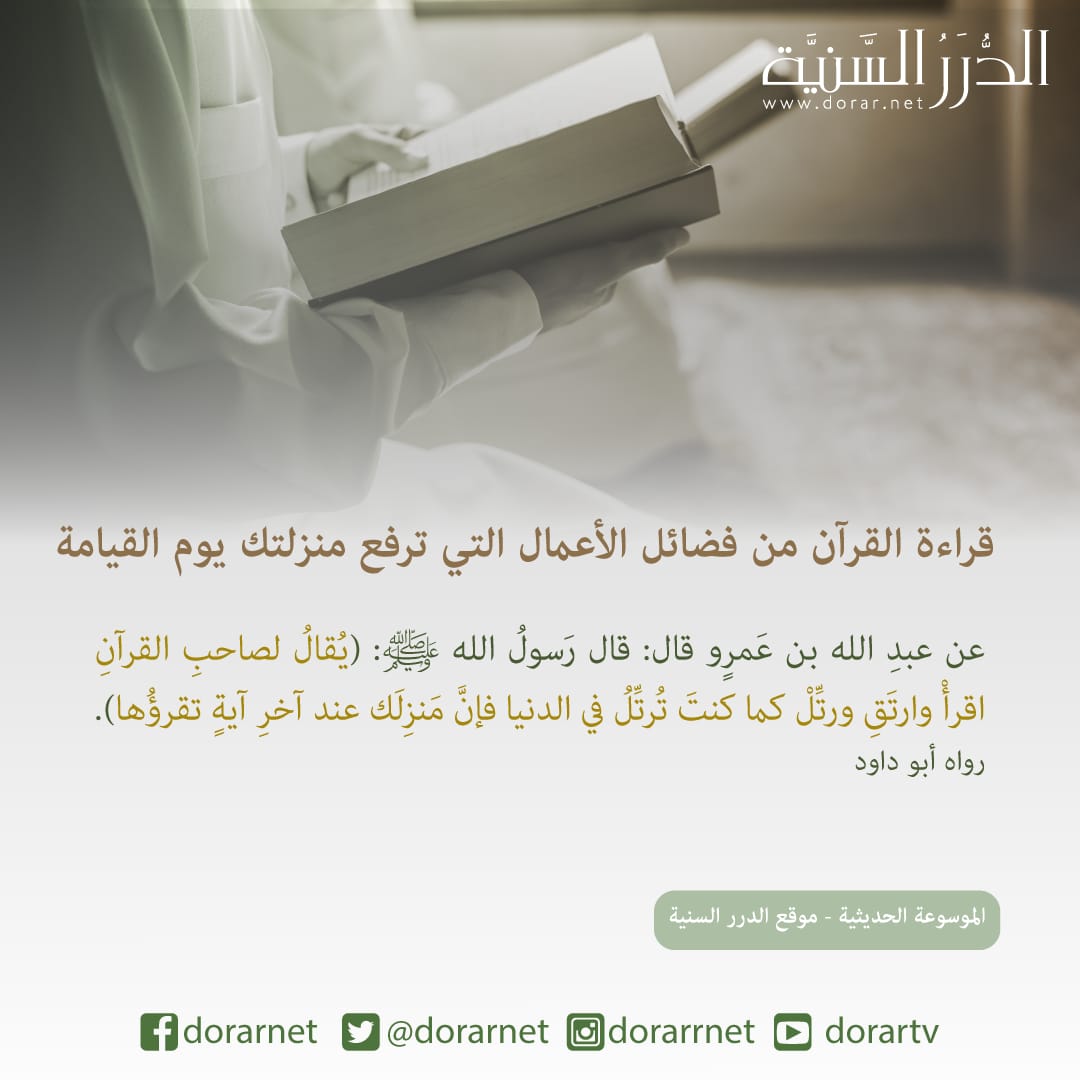 الدُّرَرُ السَّنِيَّة
www.dorar.net
قراءة القرآن من فضائل الأعمال التي ترفع منزلتك يوم القيامة
عن عبدِ الله بن عَمرٍو قال: قال رَسولُ الله ﷺ: (يُقالُ لصاحبِ القرآنِ
اقرأْ وارتَقِ ورتِّلْ كما كنتَ تُرتِّلُ في الدنيا فإنَّ مَنزِلَك عند آخرِ آيةٍ تقرؤُها).
رواه أبو داود
الموسوعة الحديثية - موقع الدرر السنية
dorarnet @dorarnet dorarrnet dorartv